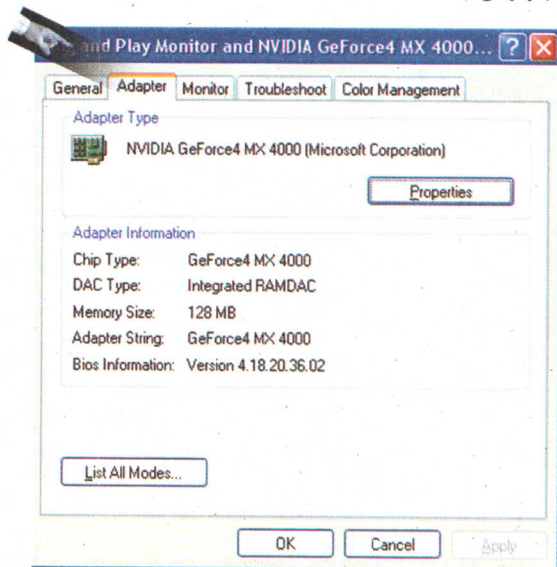 and Play Monitor and NVIDIA GeForce4 MX 4000...
General Adapter Monitor Troubleshoot Color Management
Adapter Type
NVIDIA GeForce4 MX 4000 (Microsoft Corporation)
Properties
Adapter Information
Chip Type: GeForce4 MX 4000
DAC Type: Integrated RAMDAC
Memory Size: 128 MB
Adapter String: GeForce4 MX 4000
Bios Information: Version 4.18.20.36.02
List All Modes...
OK Cancel Apply